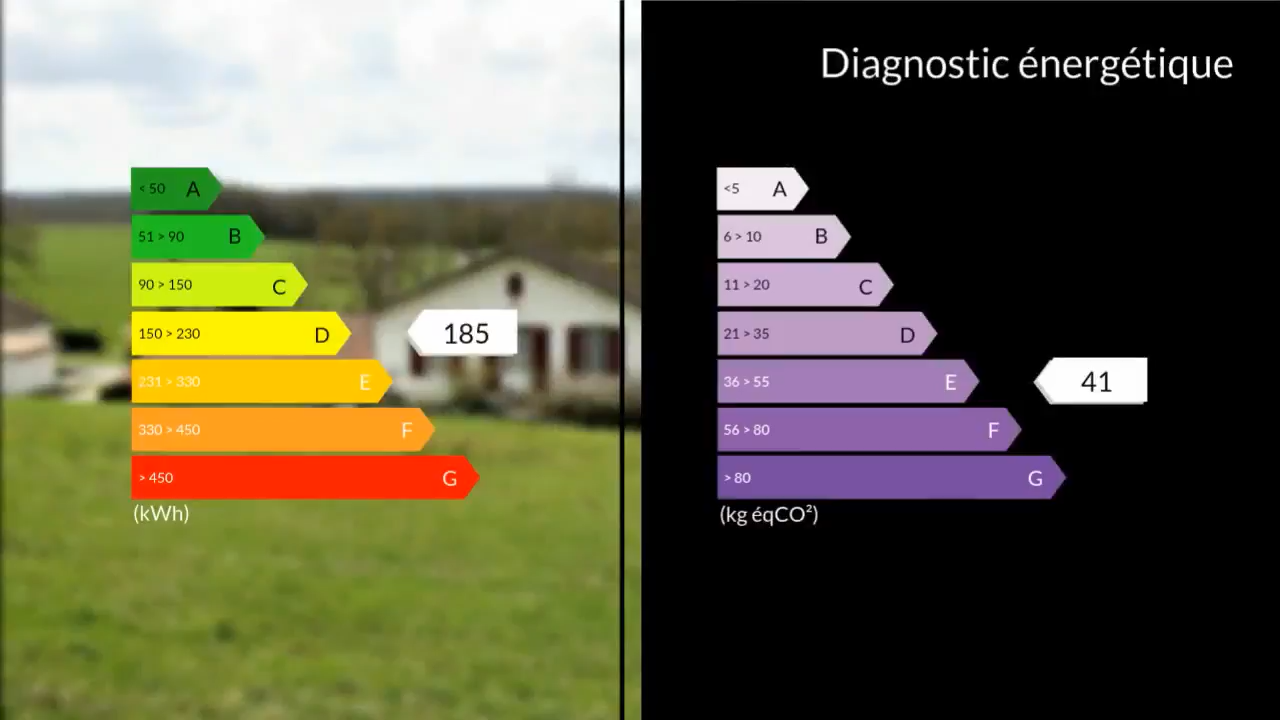 Diagnostic énergétique
< 50 A
51 > 90 B
90 > 150 C
150 > 230 D
185
231 > 330 E
330 > 450 F
> 450 G
(kWh)
<5 A
6 > 10 B
11 > 20 C
21 > 35 D
36 > 55 E
41
56 > 80 F
> 80 G
(kg éqCO²)